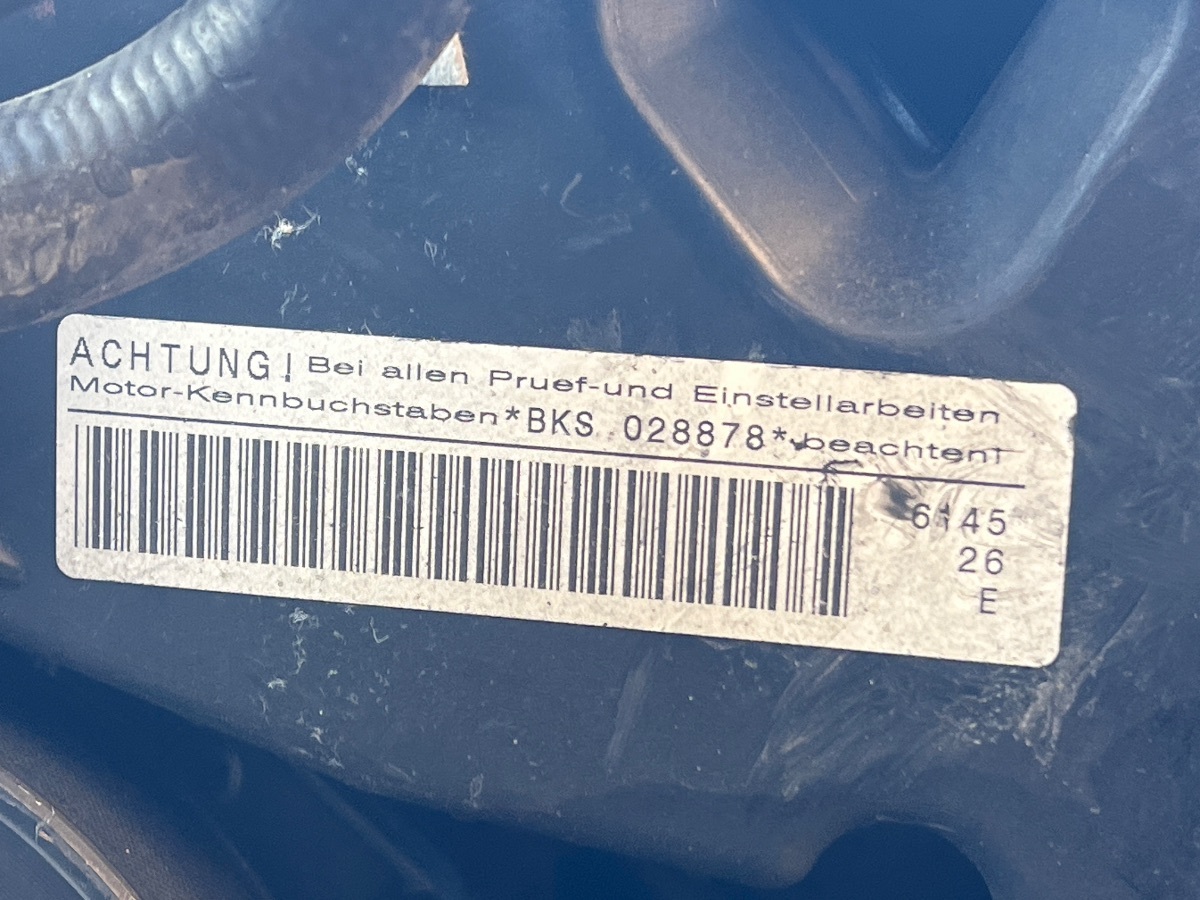 ACHTUNG! Bei allen Pruef-und Einstellarbeiten
Motor-Kennbuchstaben*BKS 028878* beachten!
6145
26
E